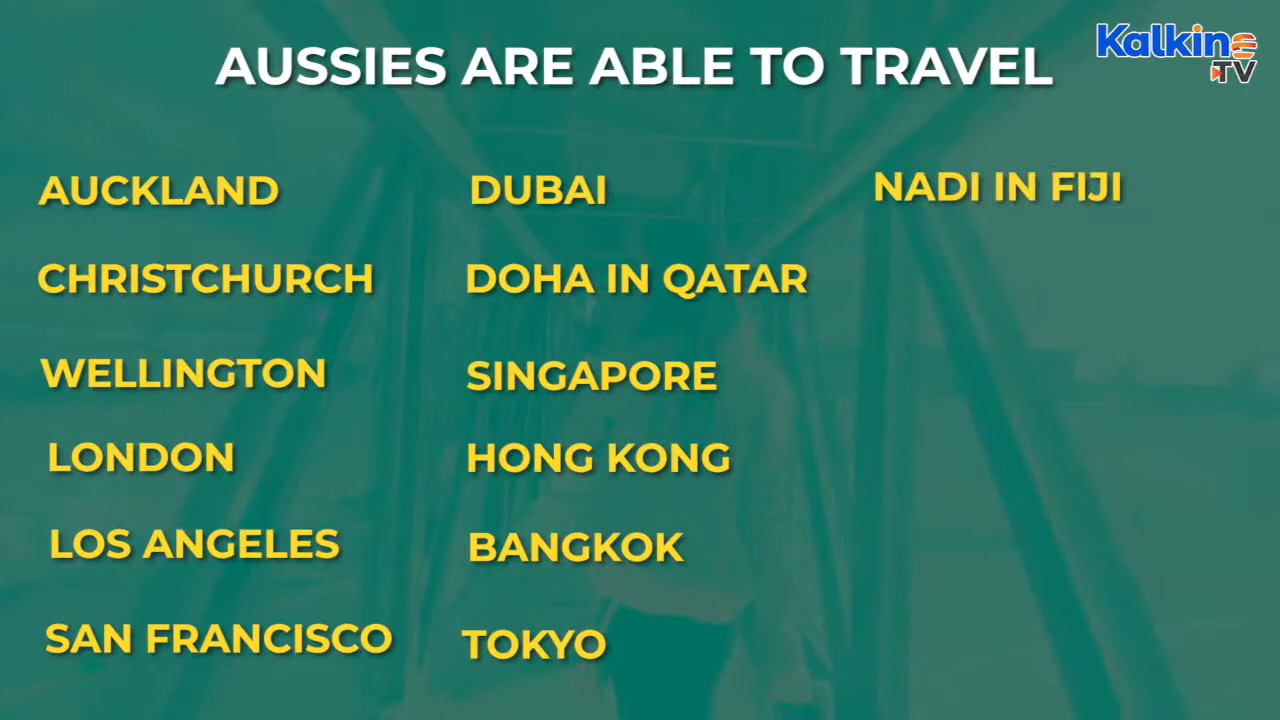 Kalkine
TV
AUSSIES ARE ABLE TO TRAVEL
AUCKLAND
CHRISTCHURCH
WELLINGTON
LONDON
LOS ANGELES
SAN FRANCISCO
DUBAI
DOHA IN QATAR
SINGAPORE
HONG KONG
BANGKOK
TOKYO
NADI IN FIJI